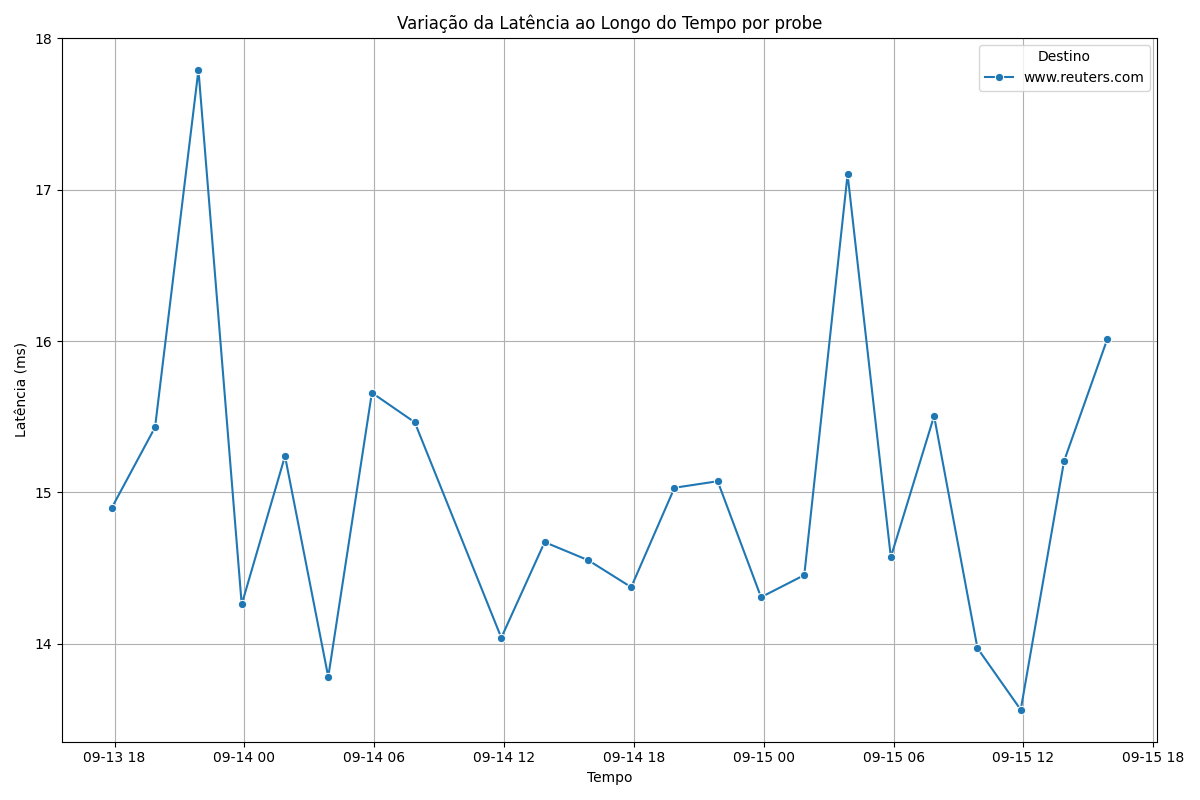 Variação da Latência ao Longo do Tempo por probe
Destino
www.reuters.com
Latência (ms)
18
17
16
15
14
09-13 18
09-14 00
09-14 06
09-14 12
09-14 18
09-15 00
09-15 06
09-15 12
09-15 18
Tempo